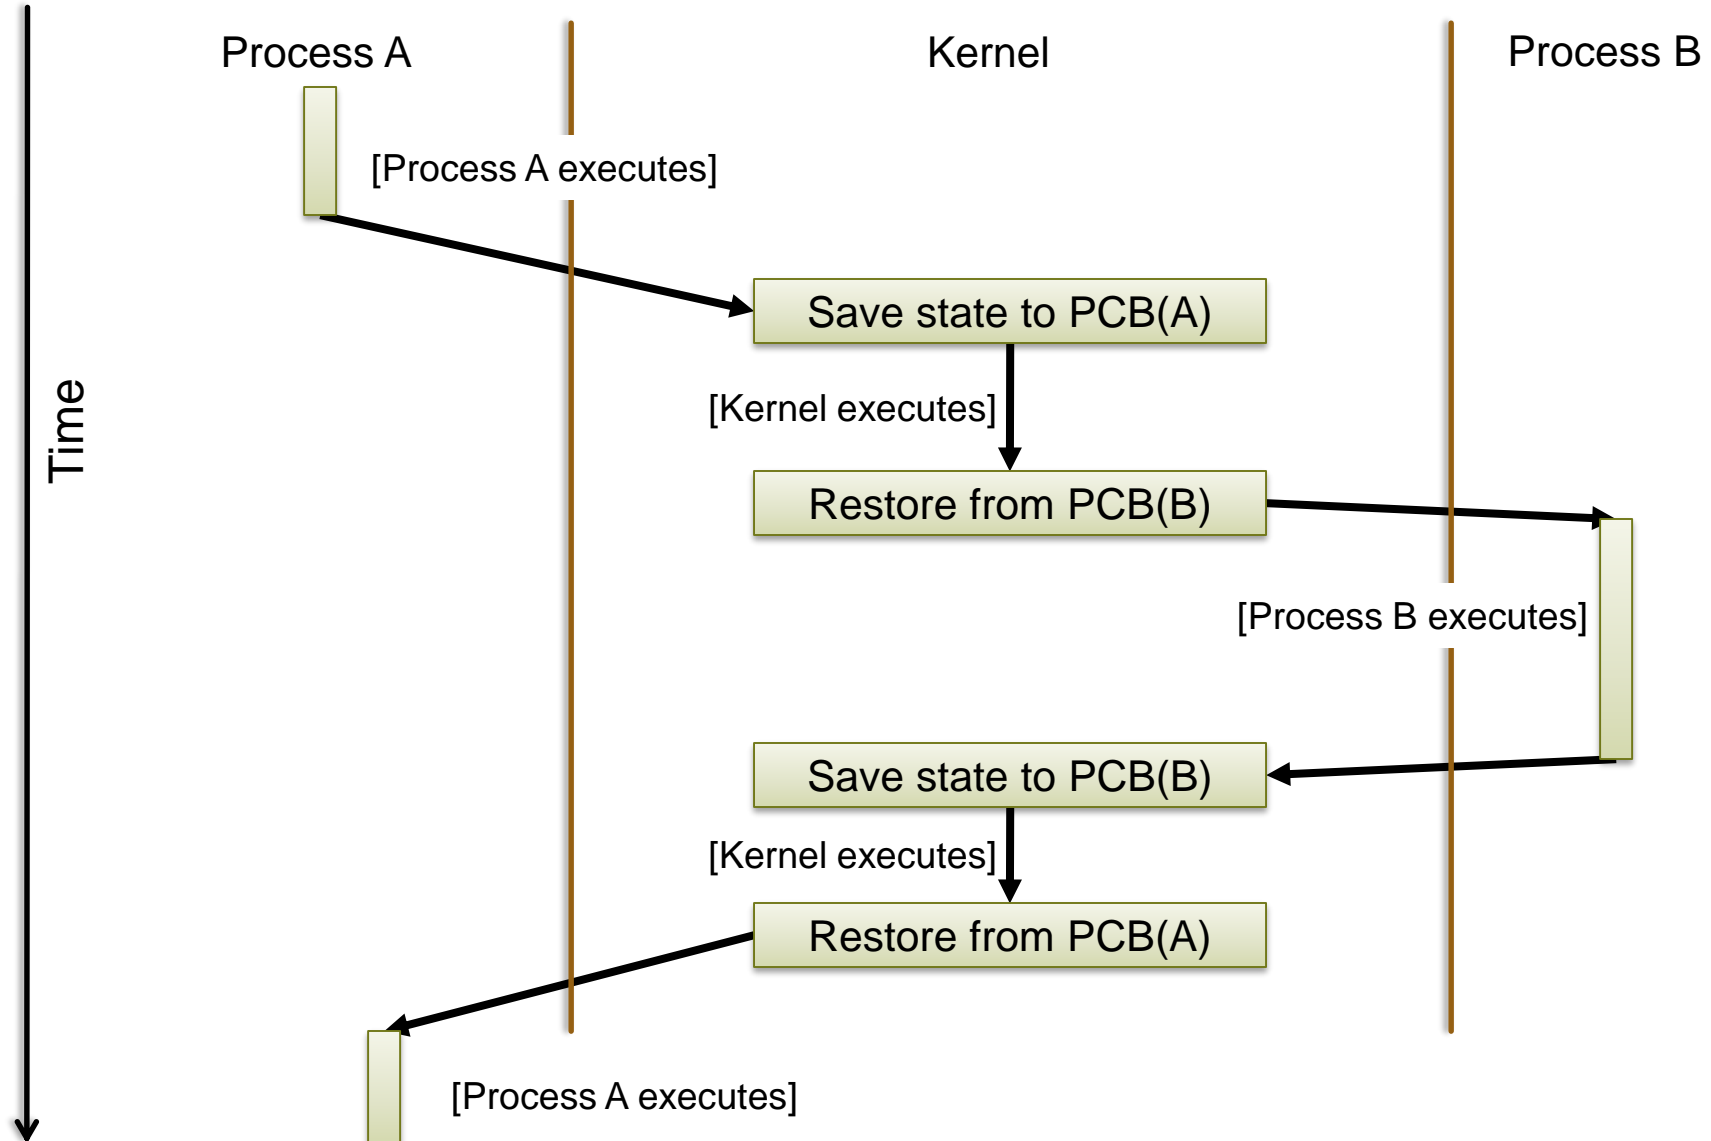 Process A
Kernel
Process B
[Process A executes]
Save state to PCB(A)
[Kernel executes]
Time
Restore from PCB(B)
[Process B executes]
Save state to PCB(B)
[Kernel executes]
Restore from PCB(A)
[Process A executes]